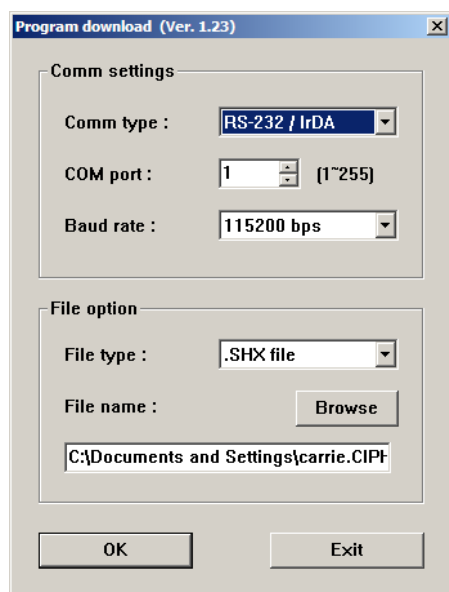 Program download (Ver. 1.23)
Comm settings
Comm type : RS-232 / IrDA
COM port : 1 (1~255)
Baud rate : 115200 bps
File option
File type : .SHX file
File name : Browse
C:\Documents and Settings\carrie.CIPH
OK Exit